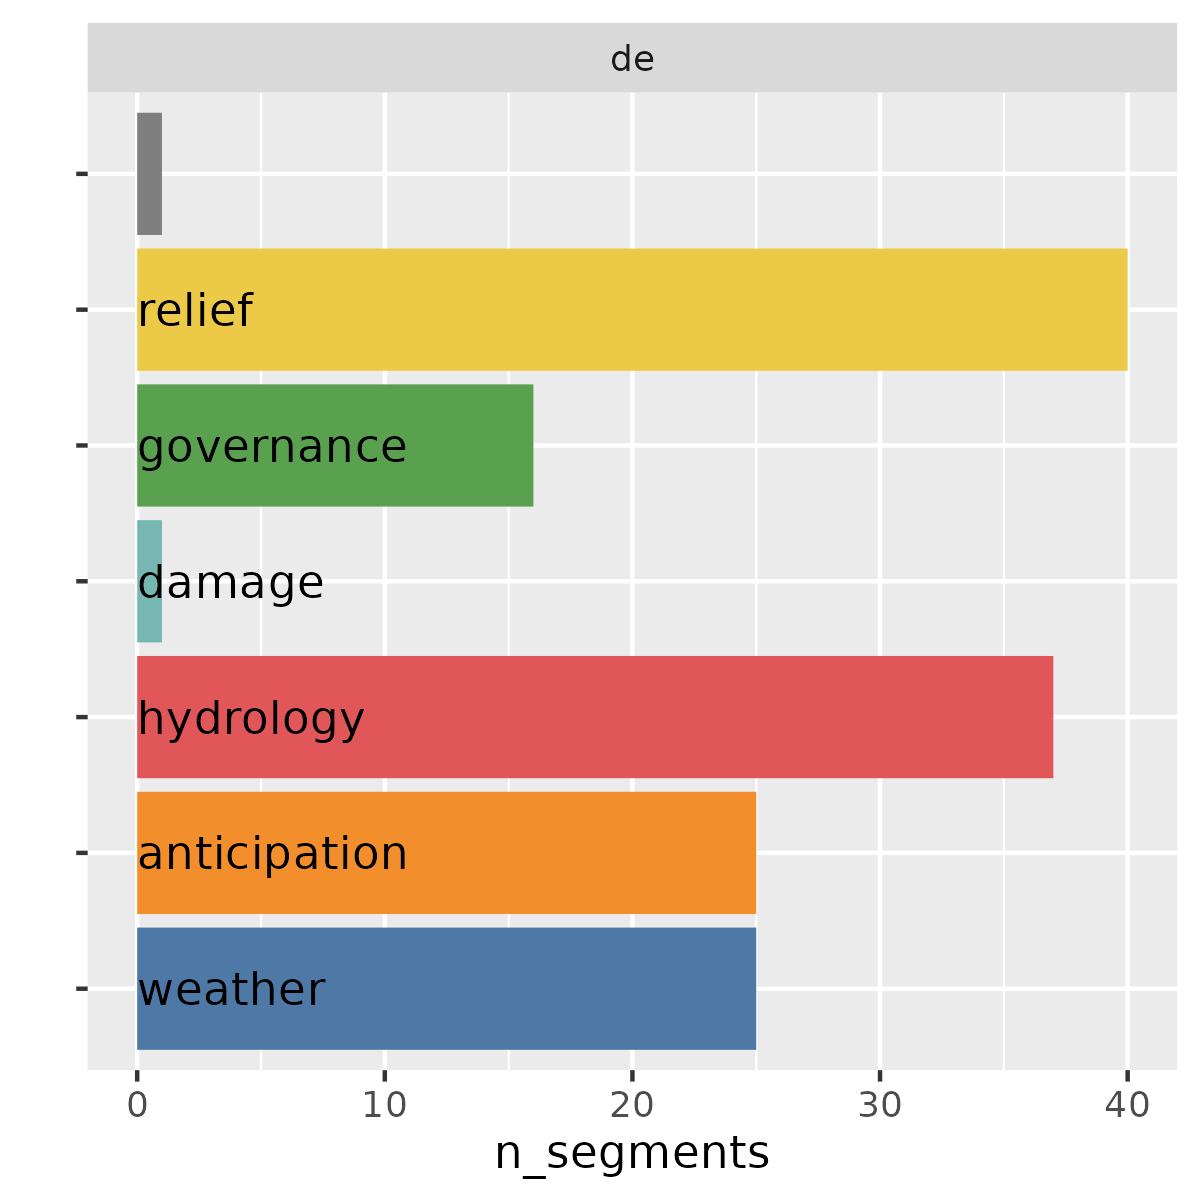 de
relief
governance
damage
hydrology
anticipation
weather
0 10 20 30 40
n_segments